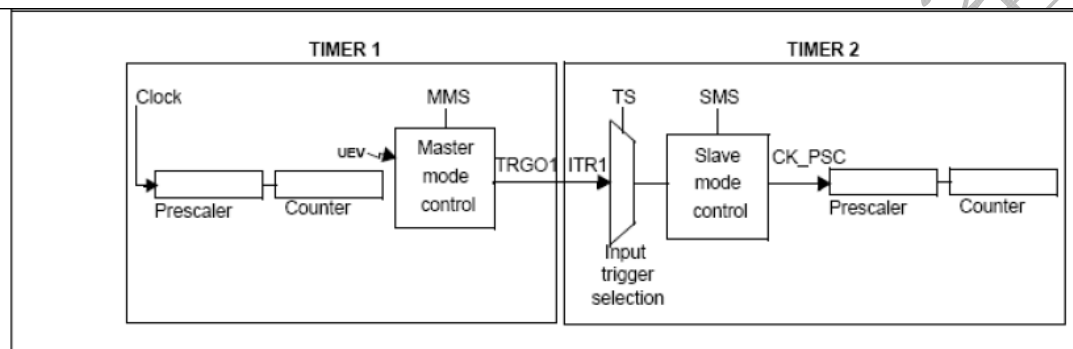 TIMER 1
TIMER 2
Clock
MMS
TS
SMS
UEV
Master
mode
control
TRGO1
ITR1
Slave
mode
control
CK_PSC
Prescaler
Counter
Prescaler
Counter
Input
trigger
selection